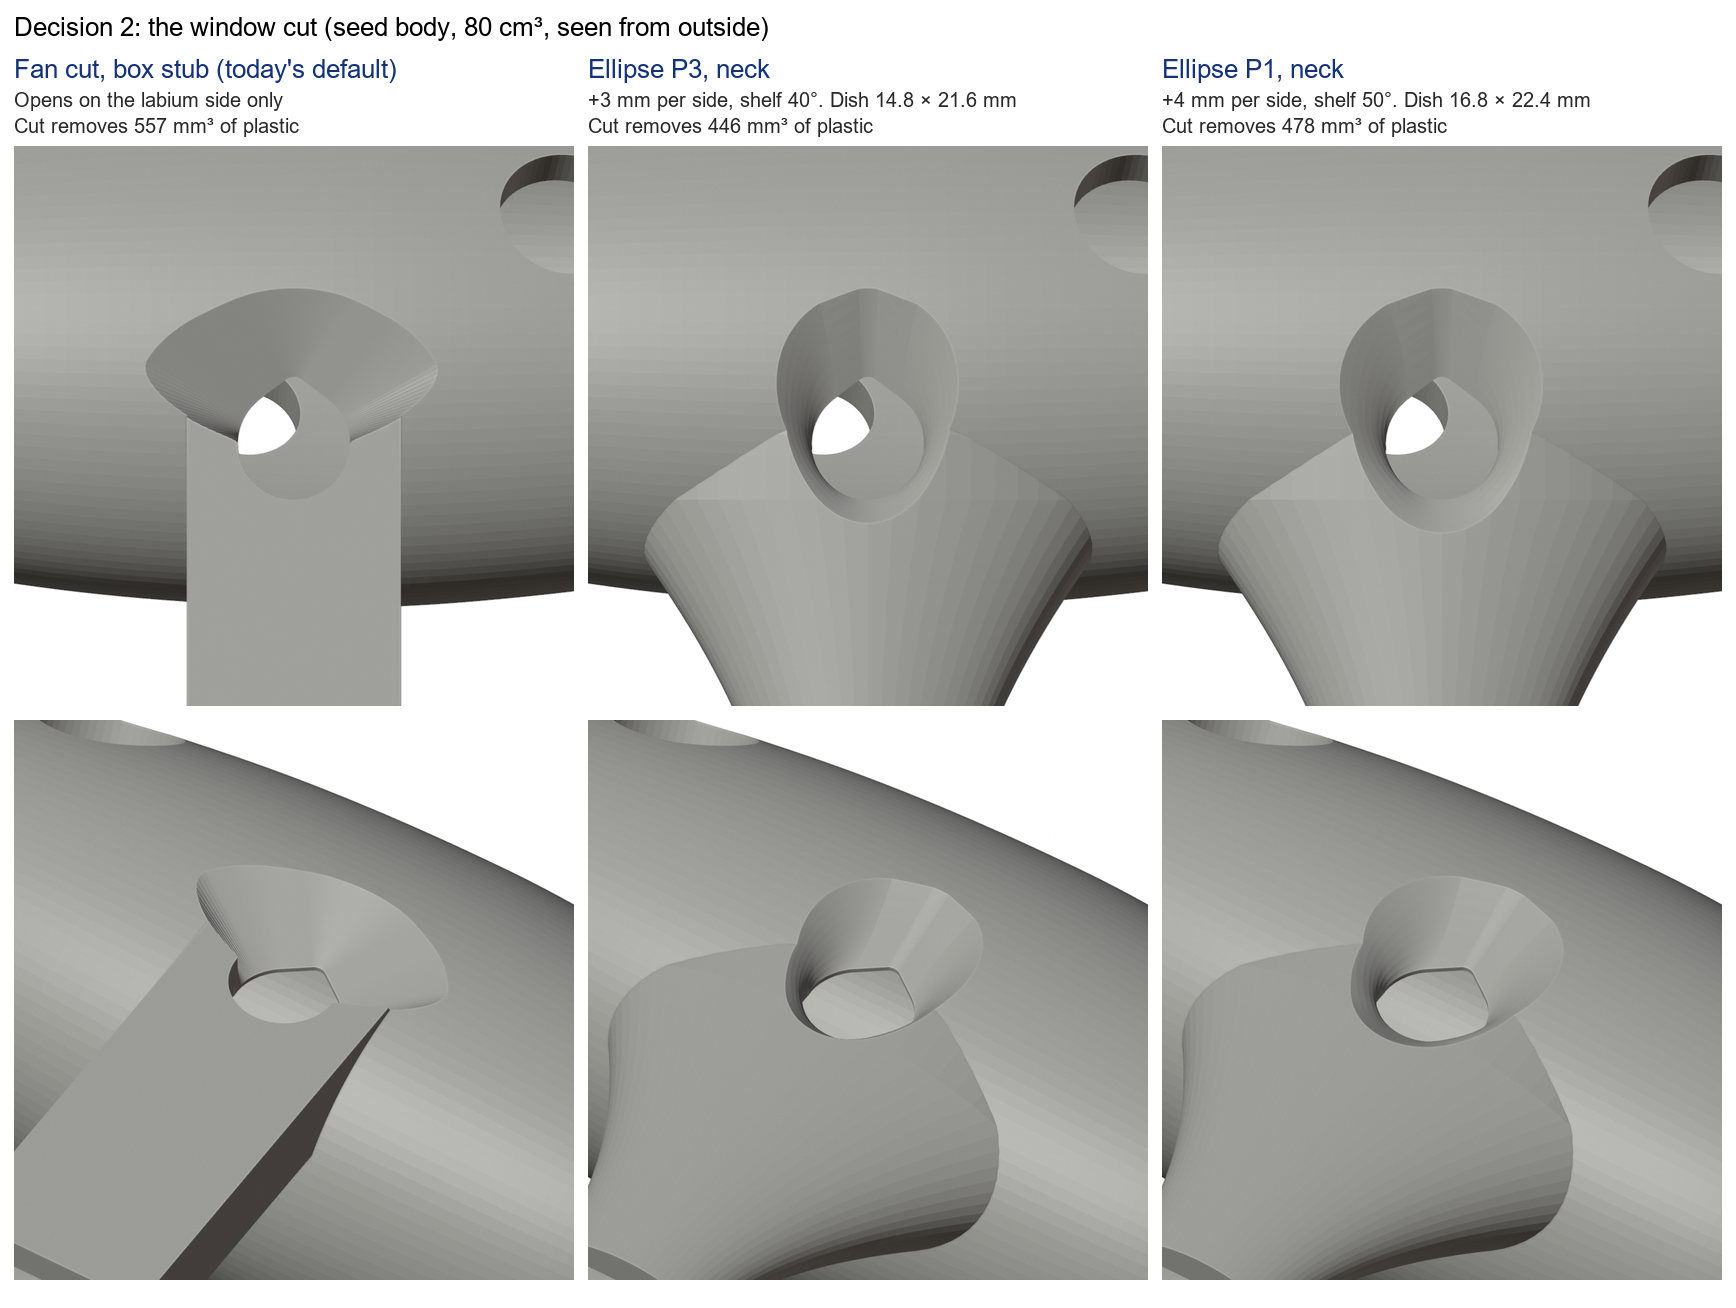 Decision 2: the window cut (seed body, 80 cm³, seen from outside)
Fan cut, box stub (today's default)
Opens on the labium side only
Cut removes 557 mm³ of plastic
Ellipse P3, neck
+3 mm per side, shelf 40°. Dish 14.8 × 21.6 mm
Cut removes 446 mm³ of plastic
Ellipse P1, neck
+4 mm per side, shelf 50°. Dish 16.8 × 22.4 mm
Cut removes 478 mm³ of plastic